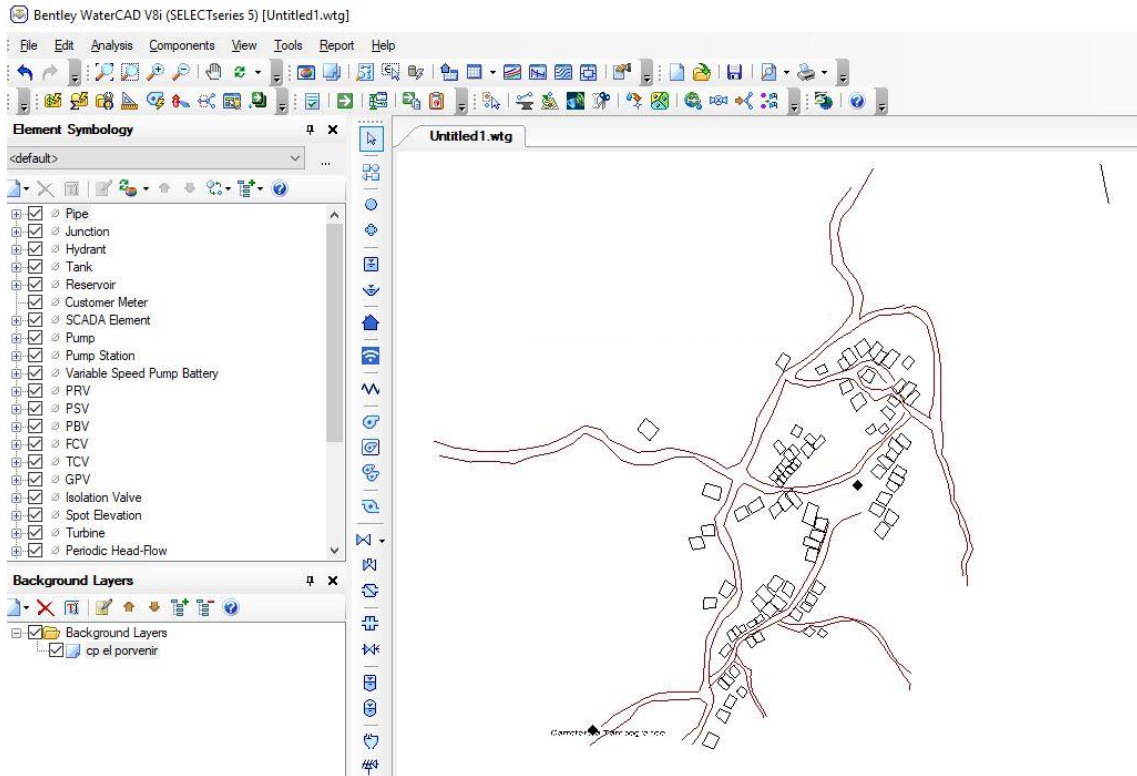 Bentley WaterCAD V8i (SELECTseries 5) [Untitled1.wtg]
File Edit Analysis Components View Tools Report Help
Element Symbology
Untitled1.wtg
<default>
...
Pipe
Junction
Hydrant
Tank
Reservoir
Customer Meter
SCADA Element
Pump
Pump Station
Variable Speed Pump Battery
PRV
PSV
PBV
FCV
TCV
GPV
Isolation Valve
Spot Elevation
Turbine
Periodic Head-Flow
Background Layers
Background Layers
cp el porvenir